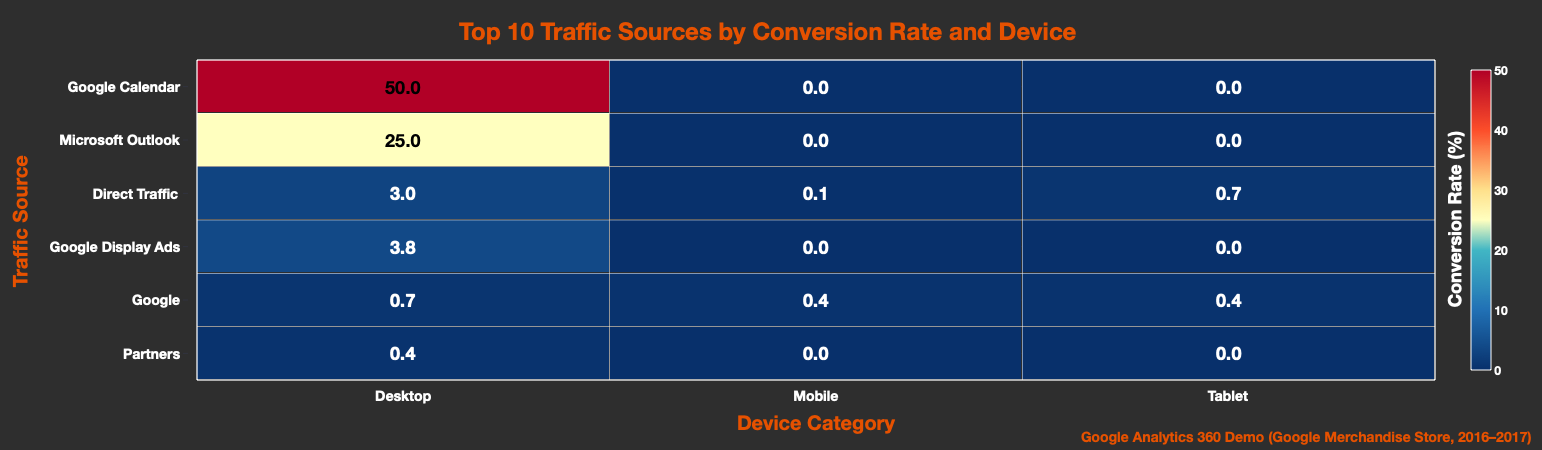 Top 10 Traffic Sources by Conversion Rate and Device
Traffic Source
Google Calendar 50.0 0.0 0.0
Microsoft Outlook 25.0 0.0 0.0
Direct Traffic 3.0 0.1 0.7
Google Display Ads 3.8 0.0 0.0
Google 0.7 0.4 0.4
Partners 0.4 0.0 0.0
Desktop Mobile Tablet
Device Category
Conversion Rate (%)
50
40
30
20
10
0
Google Analytics 360 Demo (Google Merchandise Store, 2016–2017)